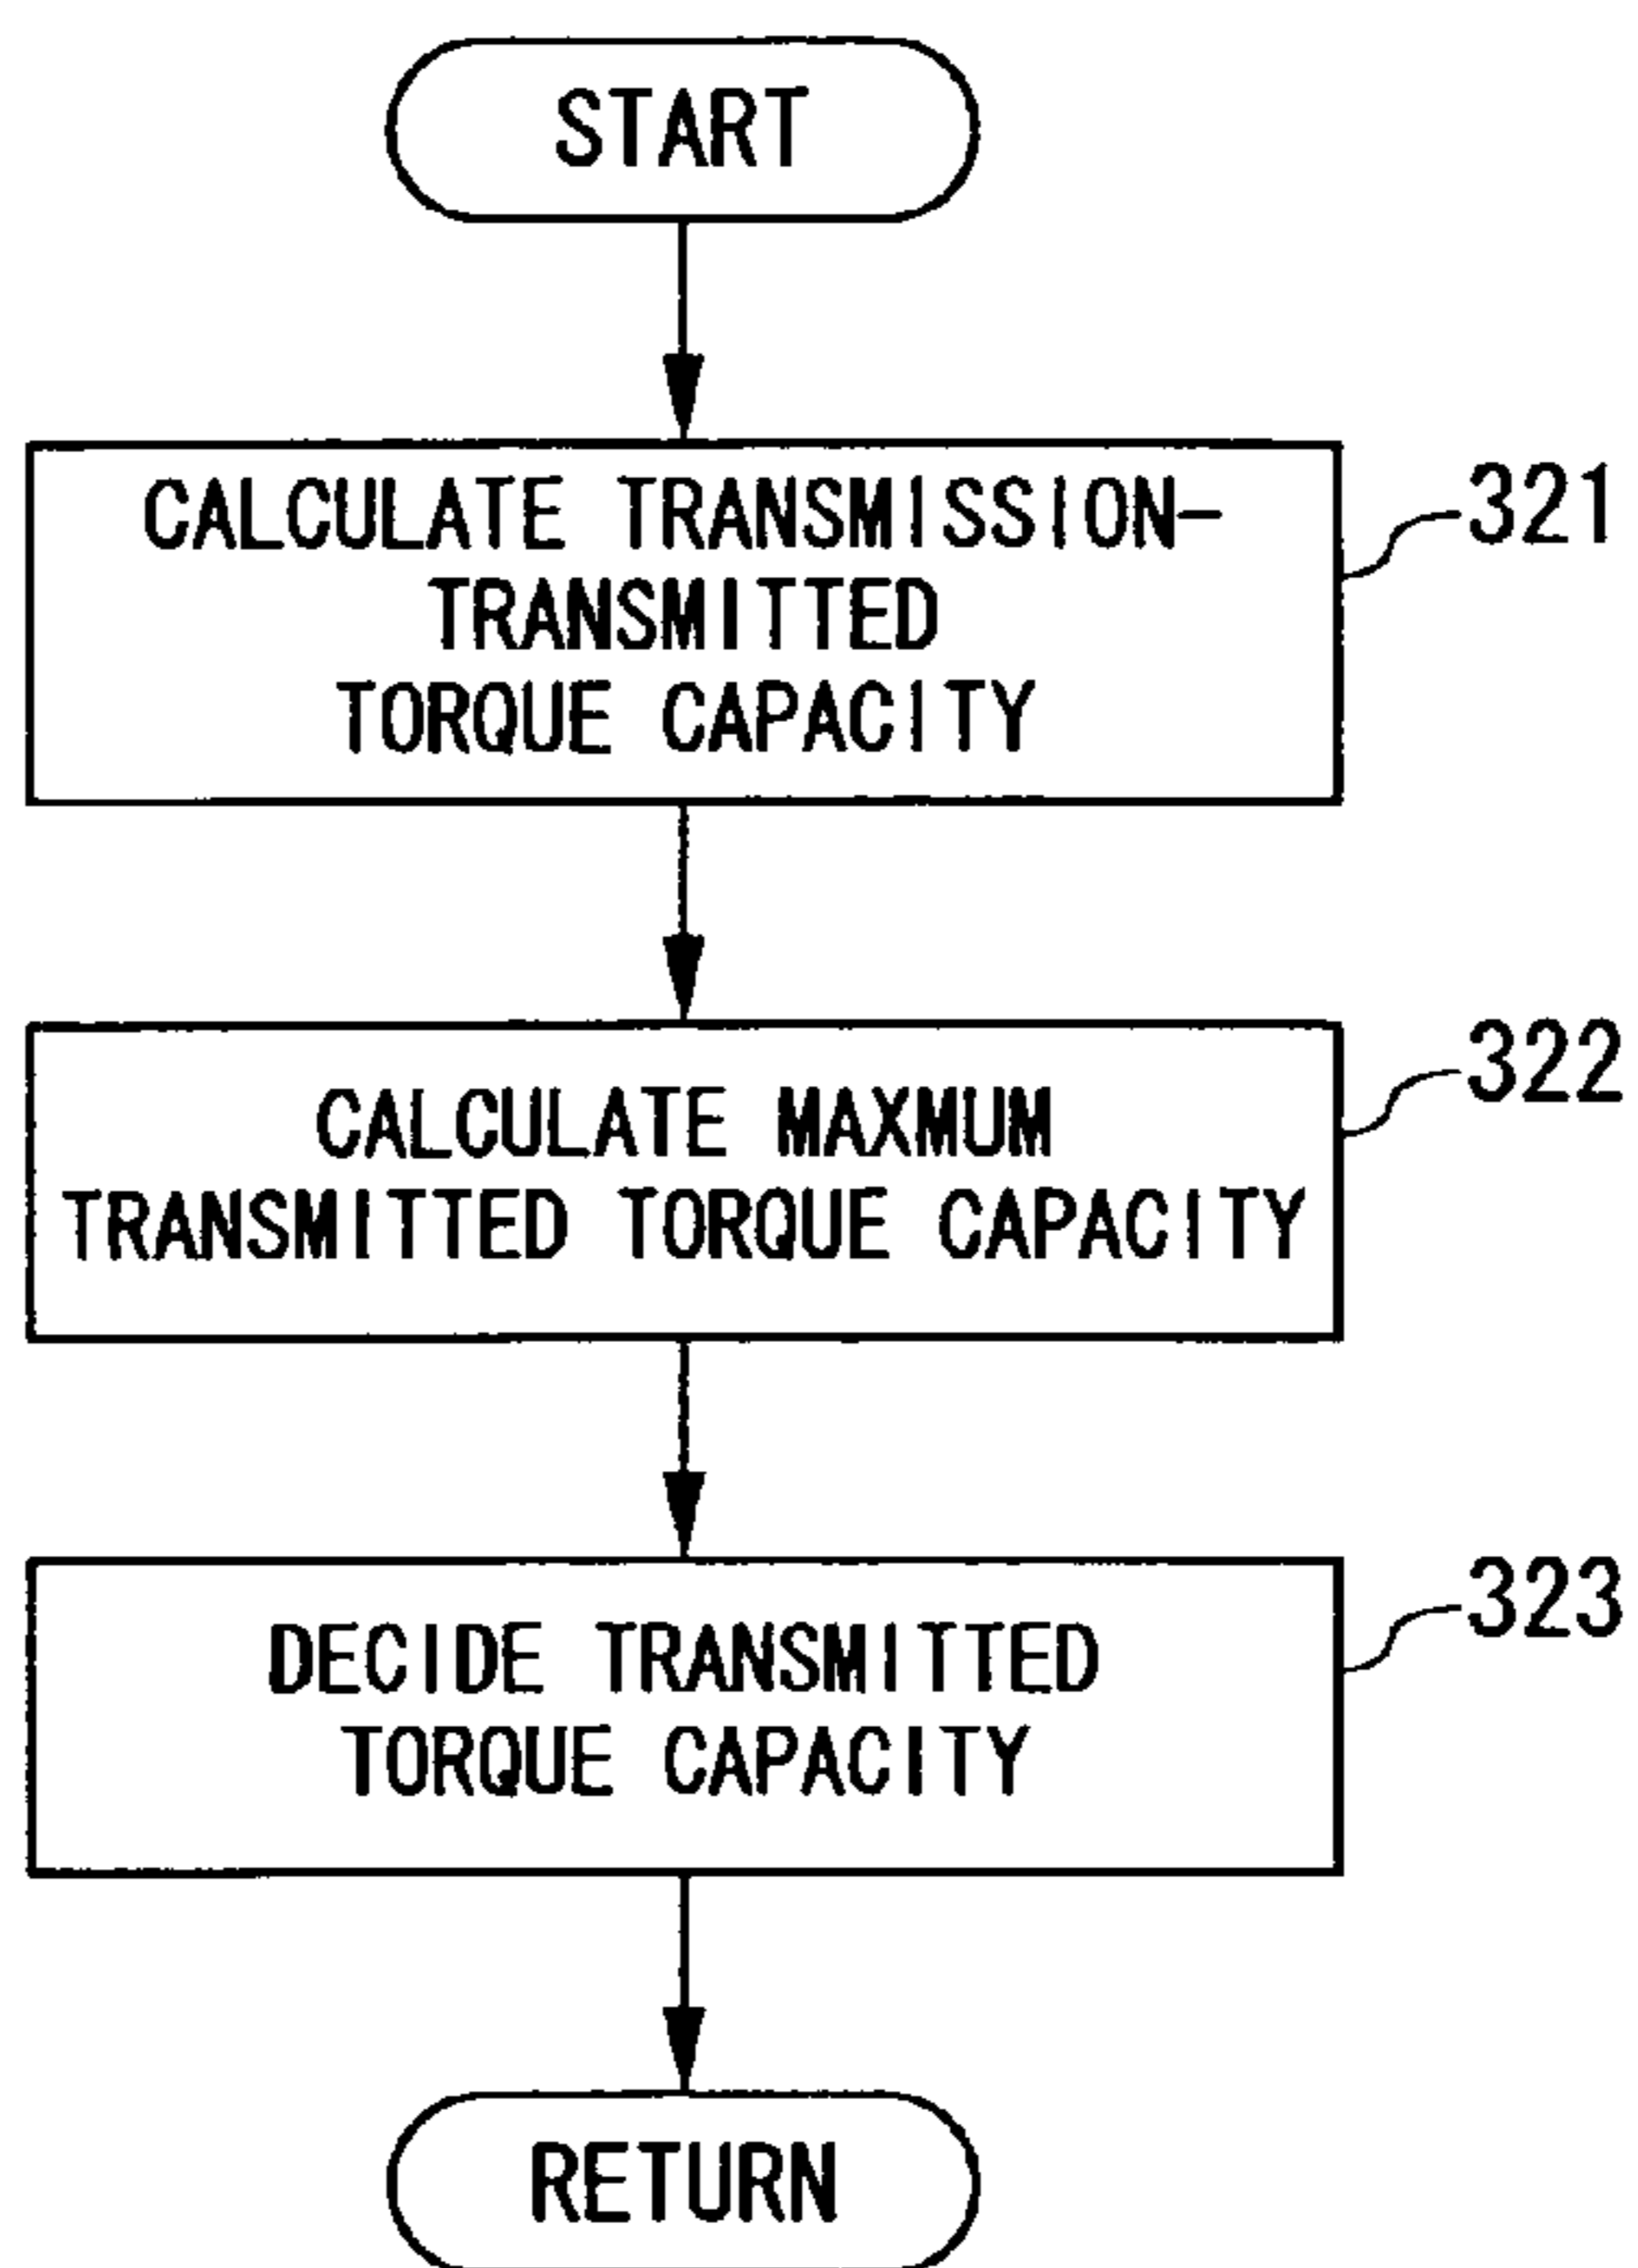 START
CALCULATE TRANSMISSION-
TRANSMITTED
TORQUE CAPACITY
321
CALCULATE MAXMUM
TRANSMITTED TORQUE CAPACITY
322
DECIDE TRANSMITTED
TORQUE CAPACITY
323
RETURN